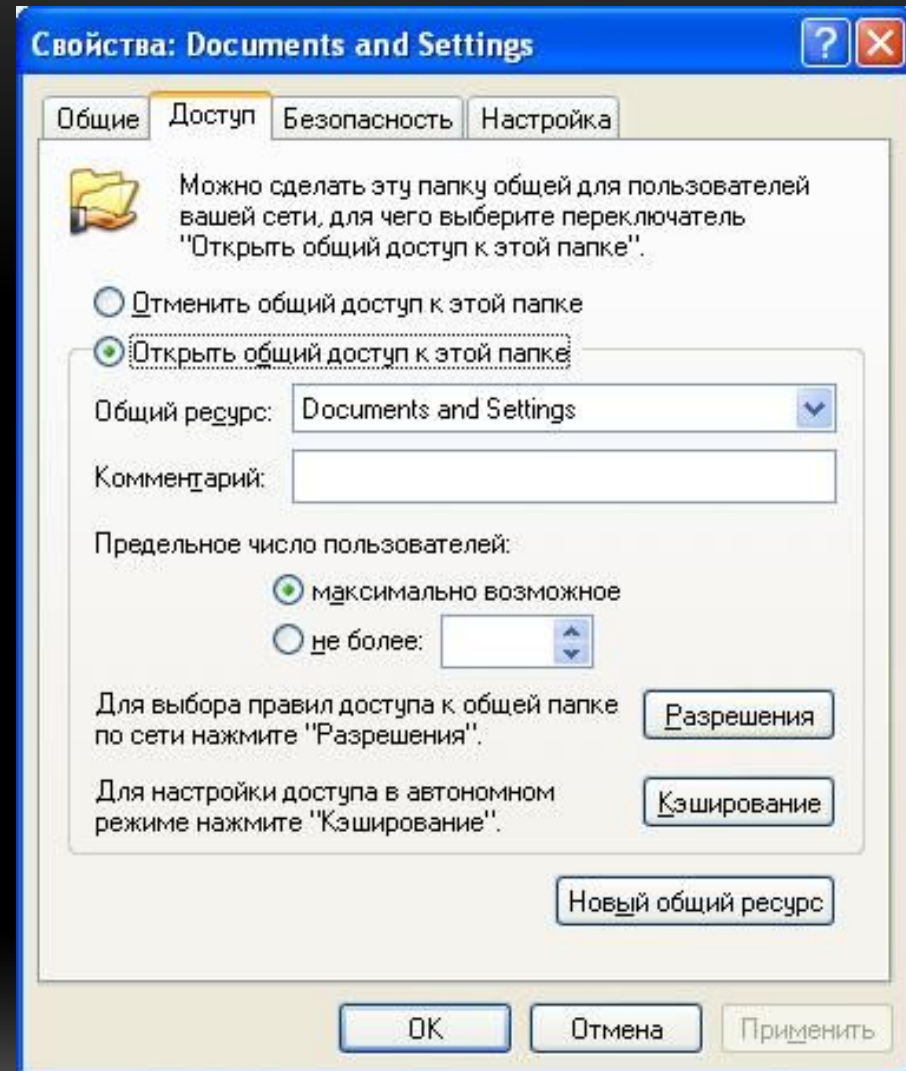 Свойства: Documents and Settings
Общие Доступ Безопасность Настройка
Можно сделать эту папку общей для пользователей
вашей сети, для чего выберите переключатель
"Открыть общий доступ к этой папке".
Отменить общий доступ к этой папке
Открыть общий доступ к этой папке
Общий ресурс: Documents and Settings
Комментарий:
Предельное число пользователей:
максимально возможное
не более:
Для выбора правил доступа к общей папке
по сети нажмите "Разрешения".
Разрешения
Для настройки доступа в автономном
режиме нажмите "Кэширование".
Кэширование
Новый общий ресурс
OK Отмена Применить